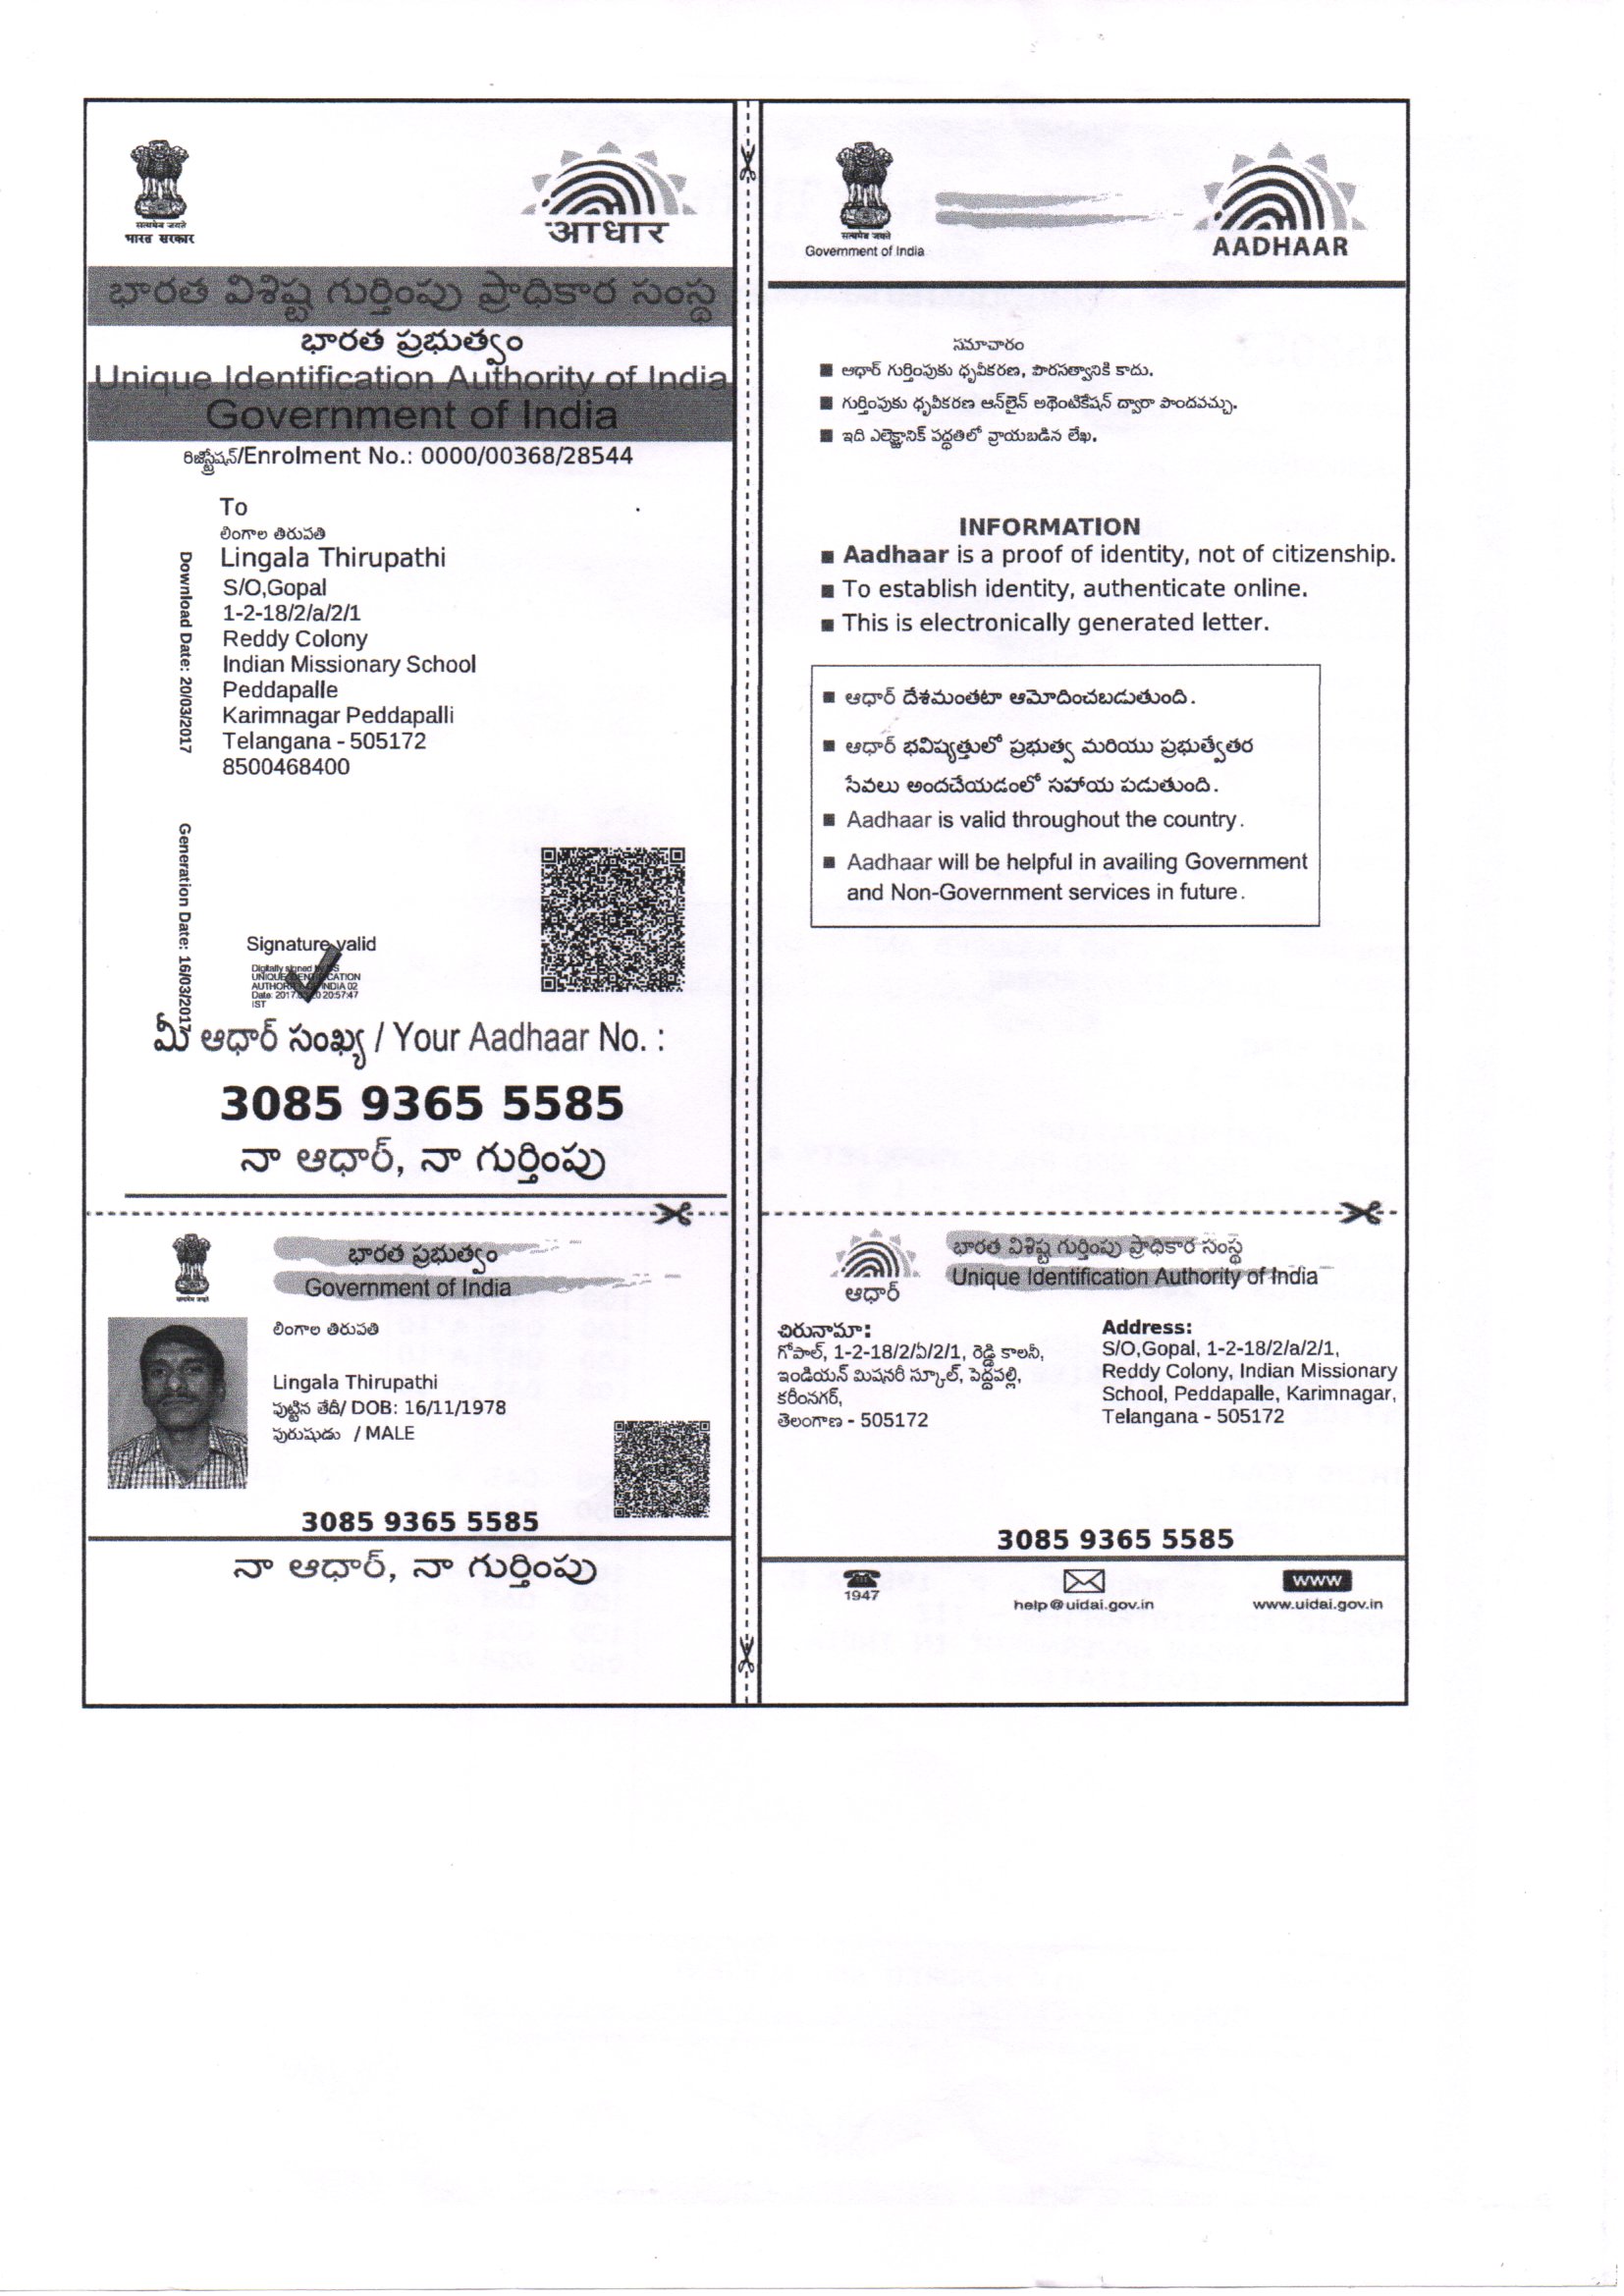 सत्यमेव जयते
भारत सरकार
आधार
భారత విశిష్ట గుర్తింపు ప్రాధికార సంస్థ
భారత ప్రభుత్వం
Unique Identification Authority of India
Government of India
రిజిస్ట్రేషన్/Enrolment No.: 0000/00368/28544
To
లింగాల తిరుపతి
Lingala Thirupathi
S/O,Gopal
1-2-18/2/a/2/1
Reddy Colony
Indian Missionary School
Peddapalle
Karimnagar Peddapalli
Telangana - 505172
8500468400
Download Date: 20/03/2017
Generation Date: 16/03/2017
Signature valid
Digitally signed by DS
UNIQUE IDENTIFICATION
AUTHORITY OF INDIA 02
Date: 2017.03.20 20:57:47
IST
మీ ఆధార్ సంఖ్య / Your Aadhaar No. :
3085 9365 5585
నా ఆధార్, నా గుర్తింపు
భారత ప్రభుత్వం
Government of India
లింగాల తిరుపతి
Lingala Thirupathi
పుట్టిన తేదీ/ DOB: 16/11/1978
పురుషుడు / MALE
3085 9365 5585
నా ఆధార్, నా గుర్తింపు
सत्यमेव जयते
Government of India
AADHAAR
సమాచారం
■ ఆధార్ గుర్తింపుకు ధృవీకరణ, పౌరసత్వానికి కాదు.
■ గుర్తింపుకు ధృవీకరణ ఆన్‌లైన్ అథెంటికేషన్ ద్వారా పొందవచ్చు.
■ ఇది ఎలెక్ట్రానిక్ పద్ధతిలో వ్రాయబడిన లేఖ.
INFORMATION
■ Aadhaar is a proof of identity, not of citizenship.
■ To establish identity, authenticate online.
■ This is electronically generated letter.
■ ఆధార్ దేశమంతటా ఆమోదించబడుతుంది.
■ ఆధార్ భవిష్యత్తులో ప్రభుత్వ మరియు ప్రభుత్వేతర
సేవలు అందచేయడంలో సహాయ పడుతుంది.
■ Aadhaar is valid throughout the country.
■ Aadhaar will be helpful in availing Government
and Non-Government services in future.
ఆధార్
భారత విశిష్ట గుర్తింపు ప్రాధికార సంస్థ
Unique Identification Authority of India
చిరునామా:
గోపాల్, 1-2-18/2/ఏ/2/1, రెడ్డి కాలనీ,
ఇండియన్ మిషనరీ స్కూల్, పెద్దపల్లి,
కరీంనగర్,
తెలంగాణ - 505172
Address:
S/O,Gopal, 1-2-18/2/a/2/1,
Reddy Colony, Indian Missionary
School, Peddapalle, Karimnagar,
Telangana - 505172
3085 9365 5585
1947
help@uidai.gov.in
WWW
www.uidai.gov.in